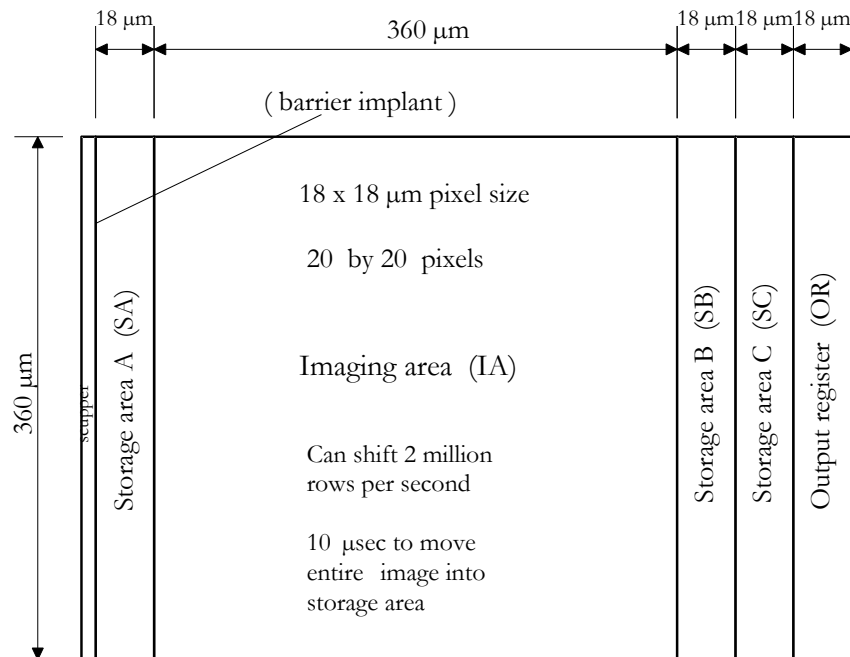 18 µm
360 µm
18 µm
18 µm
18 µm
( barrier implant )
18 x 18 µm pixel size
20 by 20 pixels
Imaging area (IA)
Can shift 2 million
rows per second
10 µsec to move
entire image into
storage area
360 µm
scupper
Storage area A (SA)
Storage area B (SB)
Storage area C (SC)
Output register (OR)